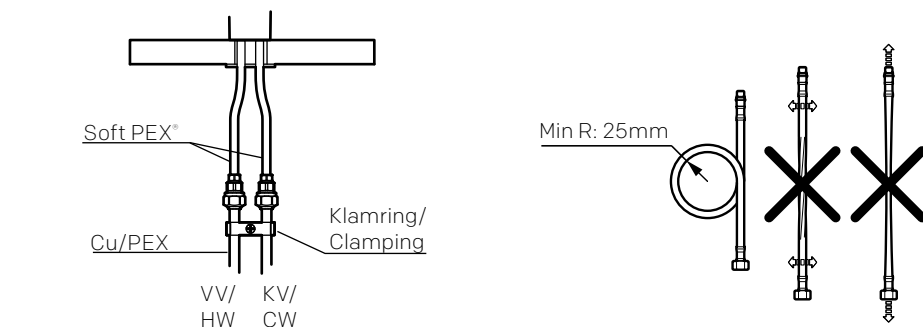 Soft PEX®
Cu/PEX
Klamring/
Clamping
VV/
HW
KV/
CW
Min R: 25mm